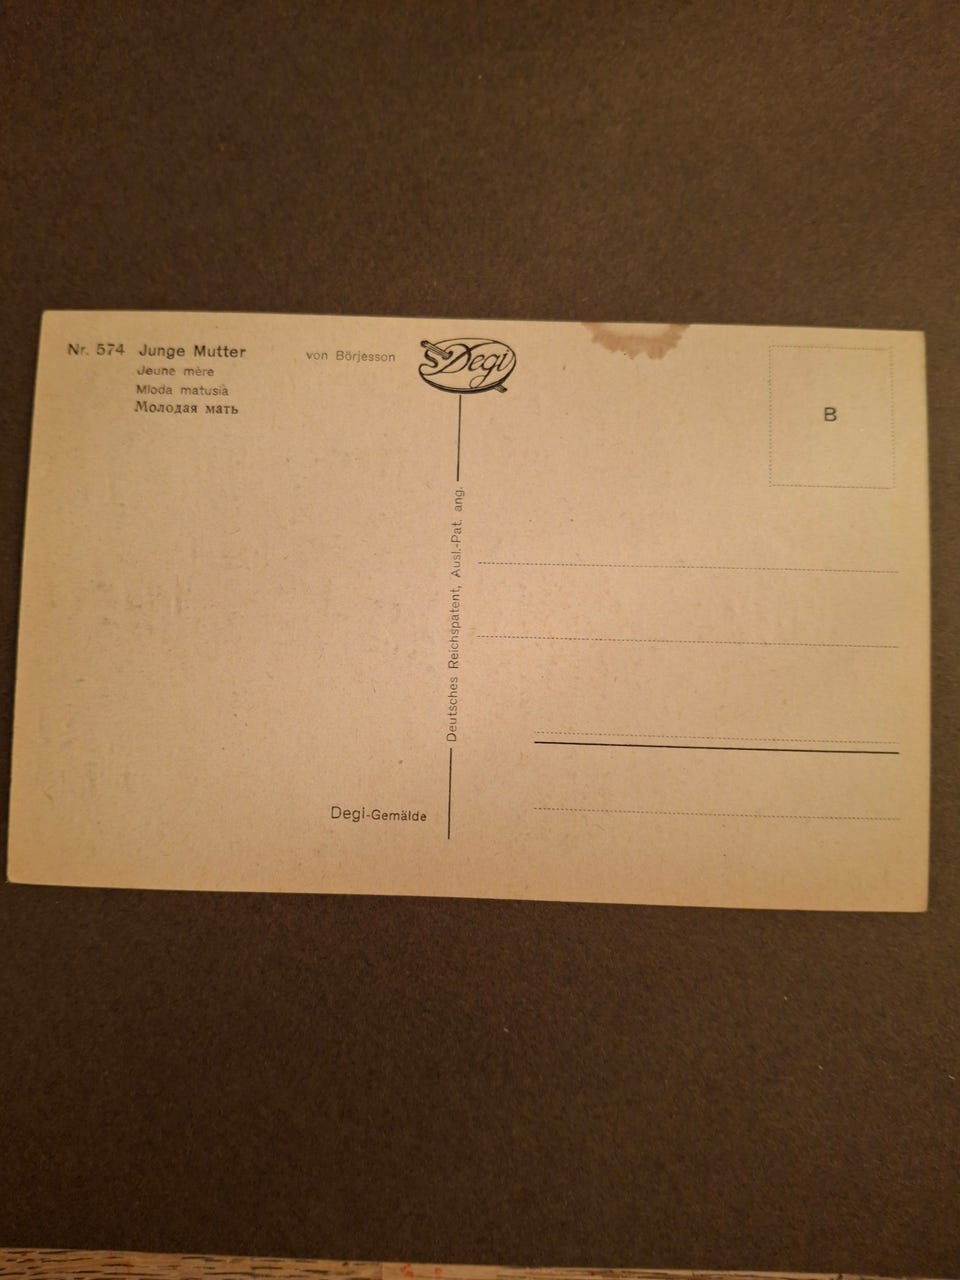 Nr. 574 Junge Mutter
von Börjesson
Jeune mère
Mloda matusià
Молодая мать
Degi
B
Deutsches Reichspatent, Ausl.-Pat. ang.
Degi-Gemälde